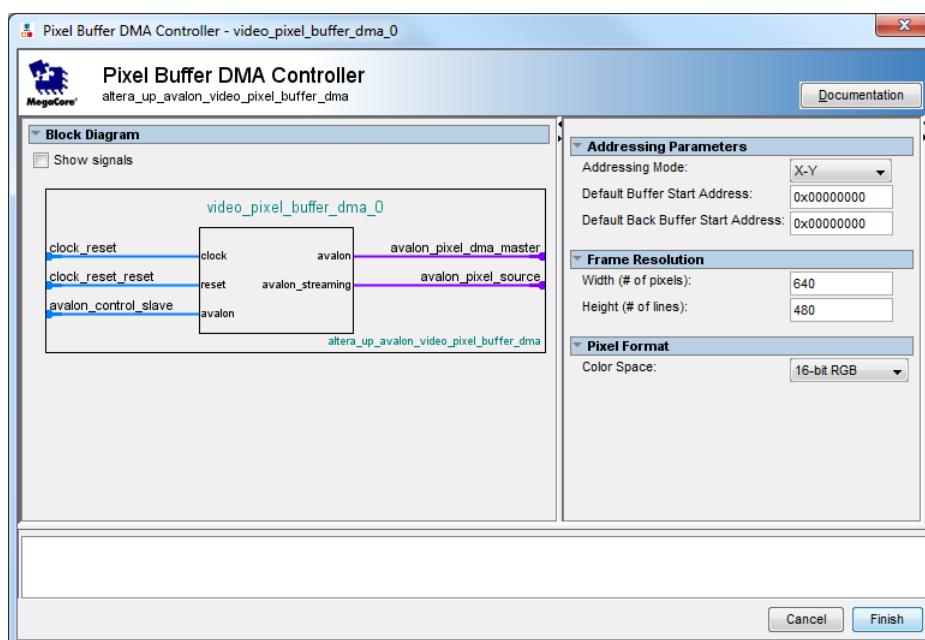 Pixel Buffer DMA Controller - video_pixel_buffer_dma_0
Pixel Buffer DMA Controller
altera_up_avalon_video_pixel_buffer_dma
MegaCore®
Documentation
Block Diagram
Show signals
video_pixel_buffer_dma_0
clock_reset
clock
avalon
avalon_pixel_dma_master
clock_reset_reset
reset
avalon_streaming
avalon_pixel_source
avalon_control_slave
avalon
altera_up_avalon_video_pixel_buffer_dma
Addressing Parameters
Addressing Mode: X-Y
Default Buffer Start Address: 0x00000000
Default Back Buffer Start Address: 0x00000000
Frame Resolution
Width (# of pixels): 640
Height (# of lines): 480
Pixel Format
Color Space: 16-bit RGB
Cancel
Finish